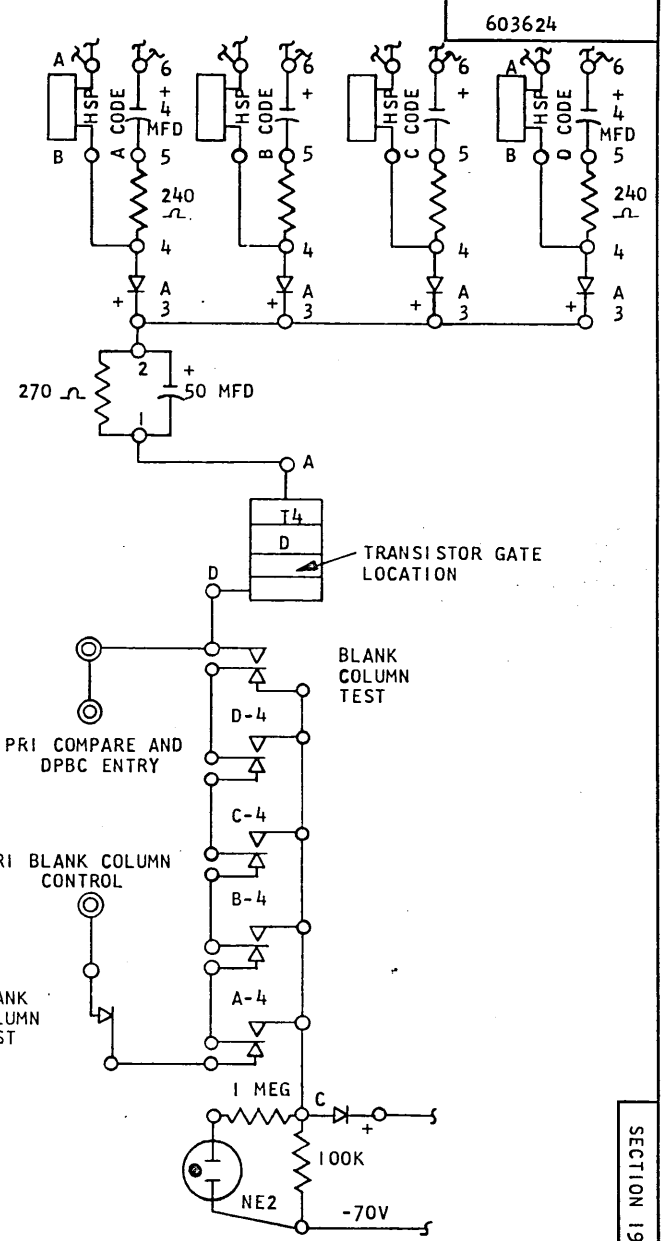 603624
A 6 6 6 A 6
HSP A CODE + 4 MFD
HSP B CODE +
HSP C CODE +
HSP D CODE + 4 MFD
B 5 5 5 B 5
240 Ω
240 Ω
4 4 4 4
+ A 3
+ A 3
+ A 3
+ A 3
2
270 Ω
+ 50 MFD
1
A
T4
D
TRANSISTOR GATE
LOCATION
D
BLANK
COLUMN
TEST
D-4
PRI COMPARE AND
DPBC ENTRY
C-4
RI BLANK COLUMN
CONTROL
B-4
A-4
ANK
LUMN
ST
1 MEG
C
+
100K
NE2
-70V
SECTION 19